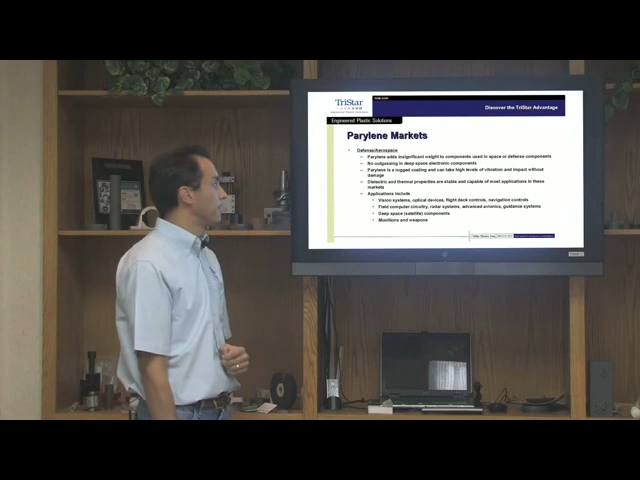 TriStar
Discover the TriStar Advantage
Engineered Plastic Solutions
Parylene Markets
• Defense/Aerospace
– Parylene adds insignificant weight to components used in space or defense components
– No outgassing in deep space electronic components
– Parylene is a rugged coating and can take high levels of vibration and impact without
damage
– Dielectric and thermal properties are stable and capable of most applications in these
markets
– Applications include
• Vision systems, optical devices, flight deck controls, navigation controls
• Field computer circuitry, radar systems, advanced avionics, guidance systems
• Deep space (satellite) components
• Munitions and weapons